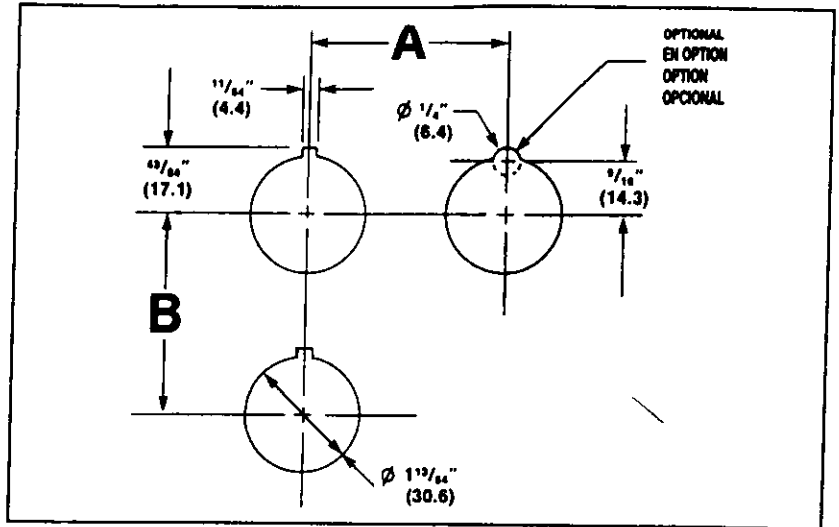 A
OPTIONAL
EN OPTION
OPTION
OPCIONAL
11/64"
(4.4)
Ø 1/4"
(6.4)
43/64"
(17.1)
9/16"
(14.3)
B
Ø 1 13/64"
(30.6)